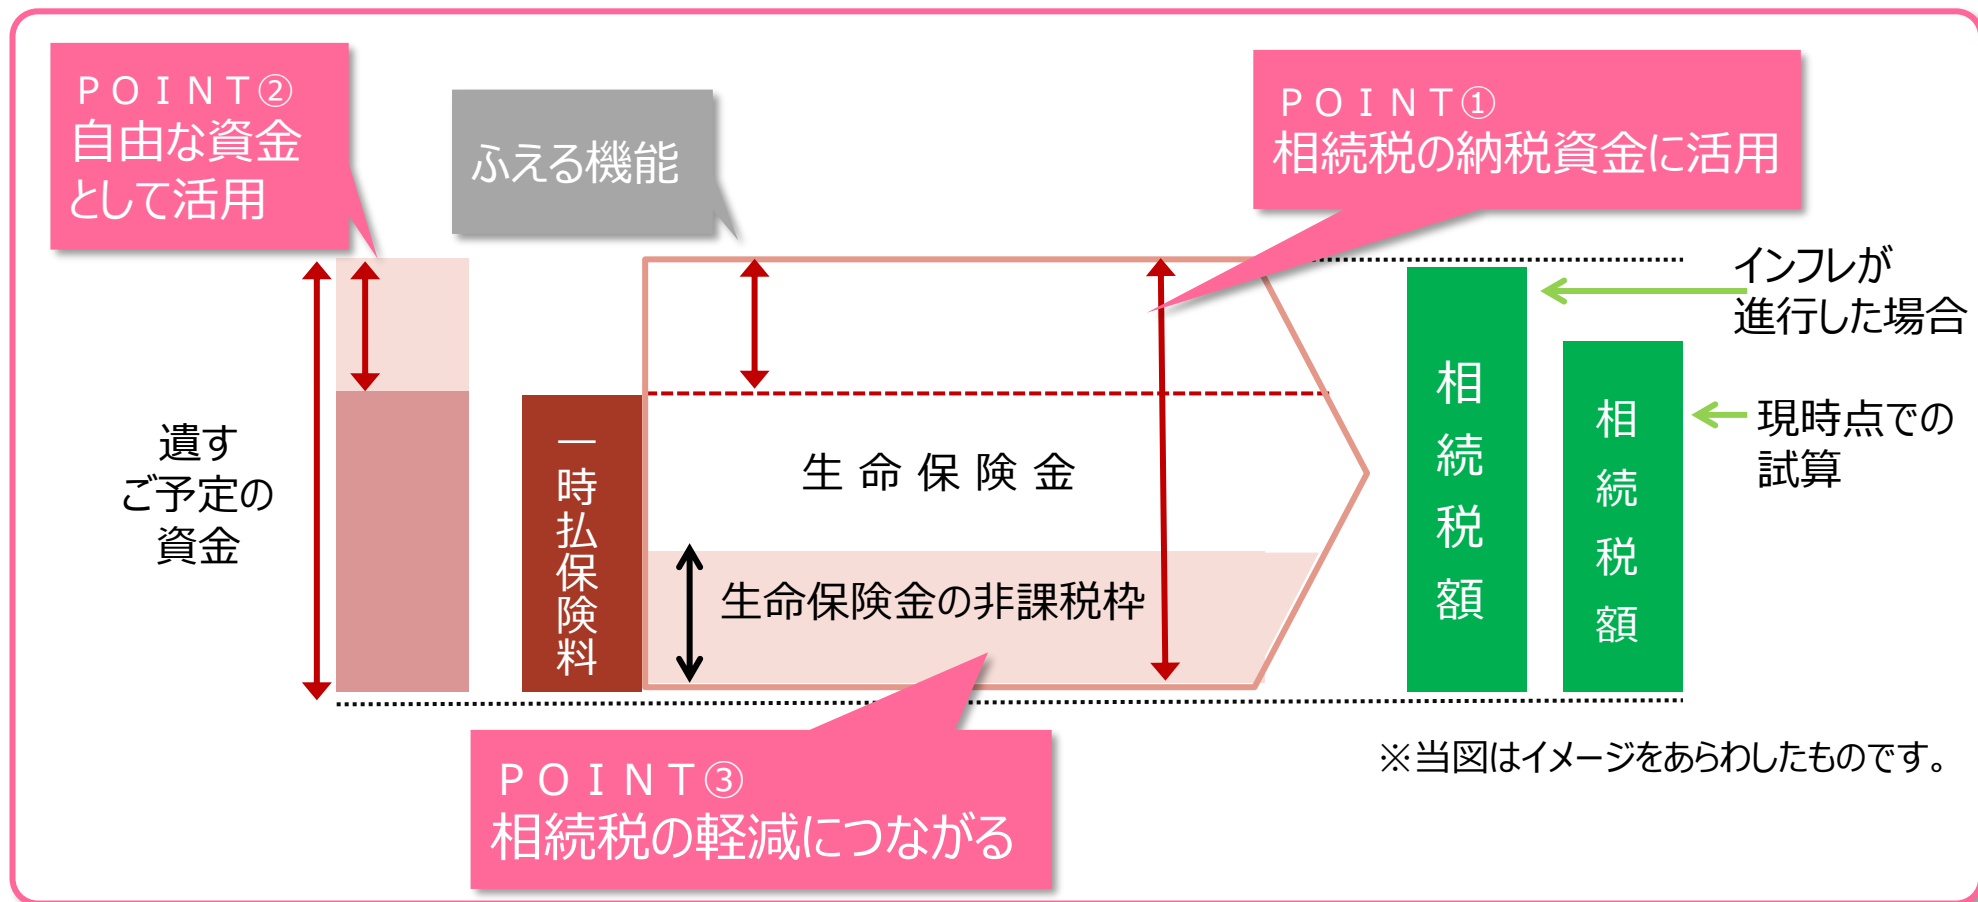 ＰＯＩＮＴ②
自由な資金
として活用
ふえる機能
ＰＯＩＮＴ①
相続税の納税資金に活用
インフレが
進行した場合
遺す
ご予定の
資金
一時払保険料
生命保険金
生命保険金の非課税枠
相続税額
相続税額
現時点での
試算
ＰＯＩＮＴ③
相続税の軽減につながる
※当図はイメージをあらわしたものです。